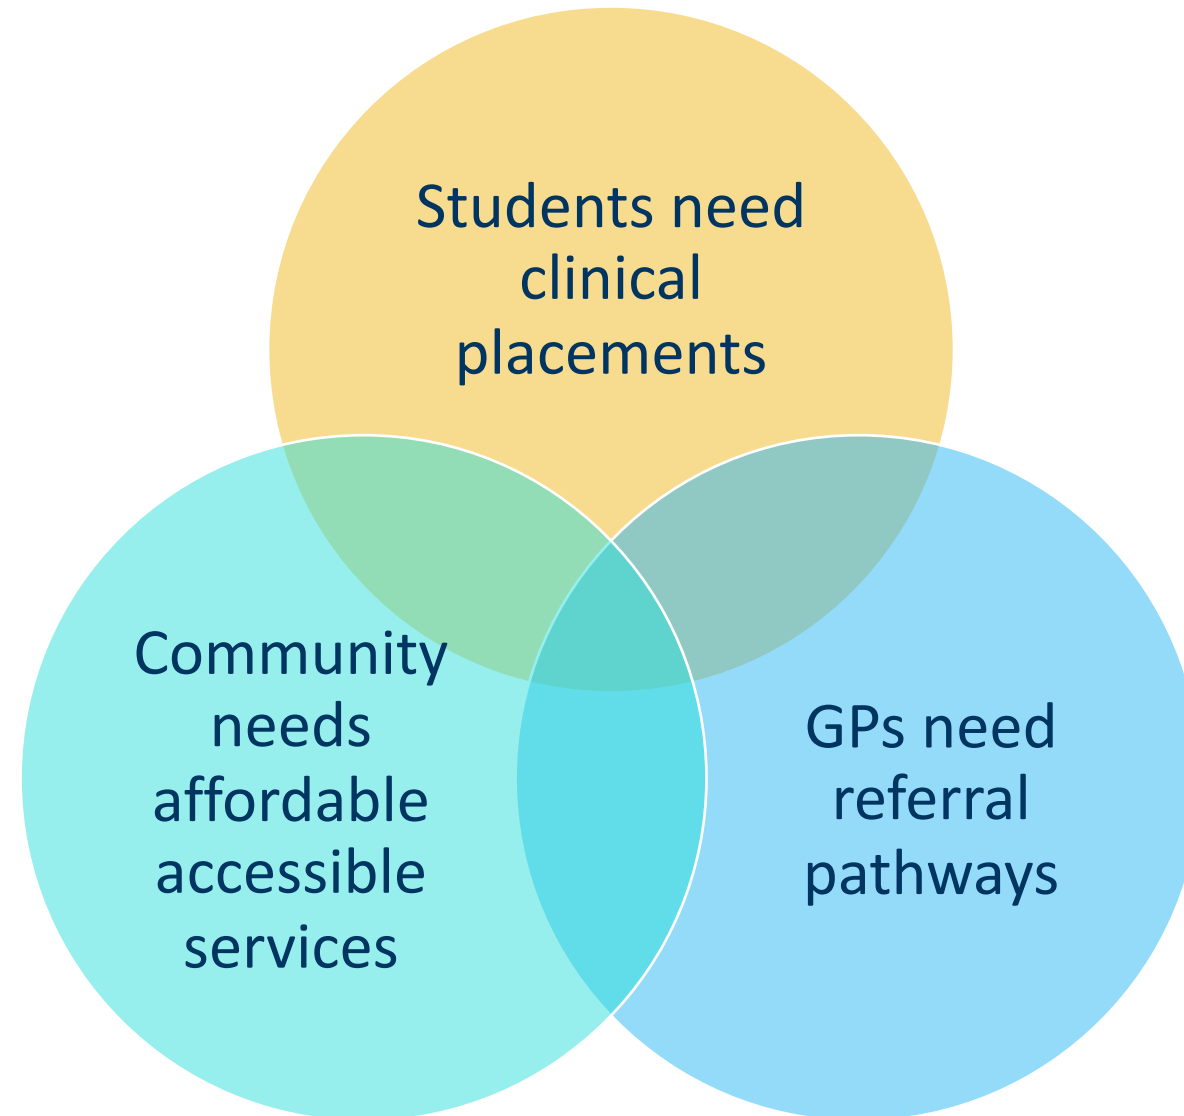 Students need
clinical
placements
Community
needs
affordable
accessible
services
GPs need
referral
pathways